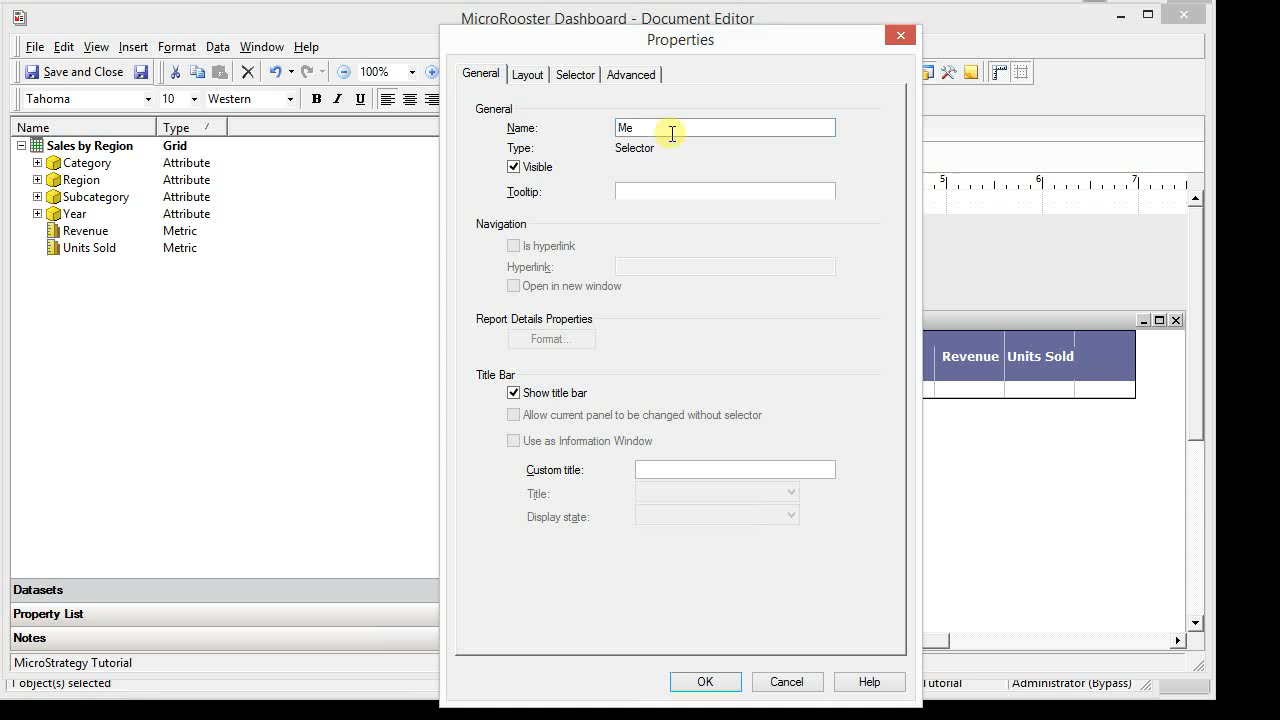 MicroRooster Dashboard - Document Editor
Properties
File Edit View Insert Format Data Window Help
Save and Close 100%
Tahoma 10 Western B I U
Name Type
Sales by Region Grid
Category Attribute
Region Attribute
Subcategory Attribute
Year Attribute
Revenue Metric
Units Sold Metric
Datasets
Property List
Notes
MicroStrategy Tutorial
object(s) selected
General Layout Selector Advanced
General
Name: Me
Type: Selector
Visible
Tooltip:
Navigation
Is hyperlink
Hyperlink:
Open in new window
Report Details Properties
Format...
Title Bar
Show title bar
Allow current panel to be changed without selector
Use as Information Window
Custom title:
Title:
Display state:
OK Cancel Help
5 6 7
Revenue Units Sold
utorial Administrator (Bypass)